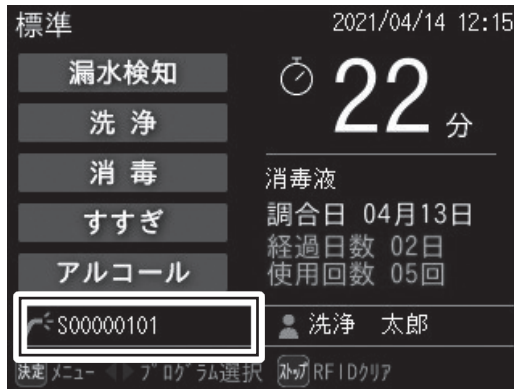 標準 2021/04/14 12:15
漏水検知
洗 浄
消 毒
すすぎ
アルコール
22 分
消毒液
調合日 04月13日
経過日数 02日
使用回数 05回
S00000101
洗浄 太郎
決定 メニュー プログラム選択 ストップ RFIDクリア